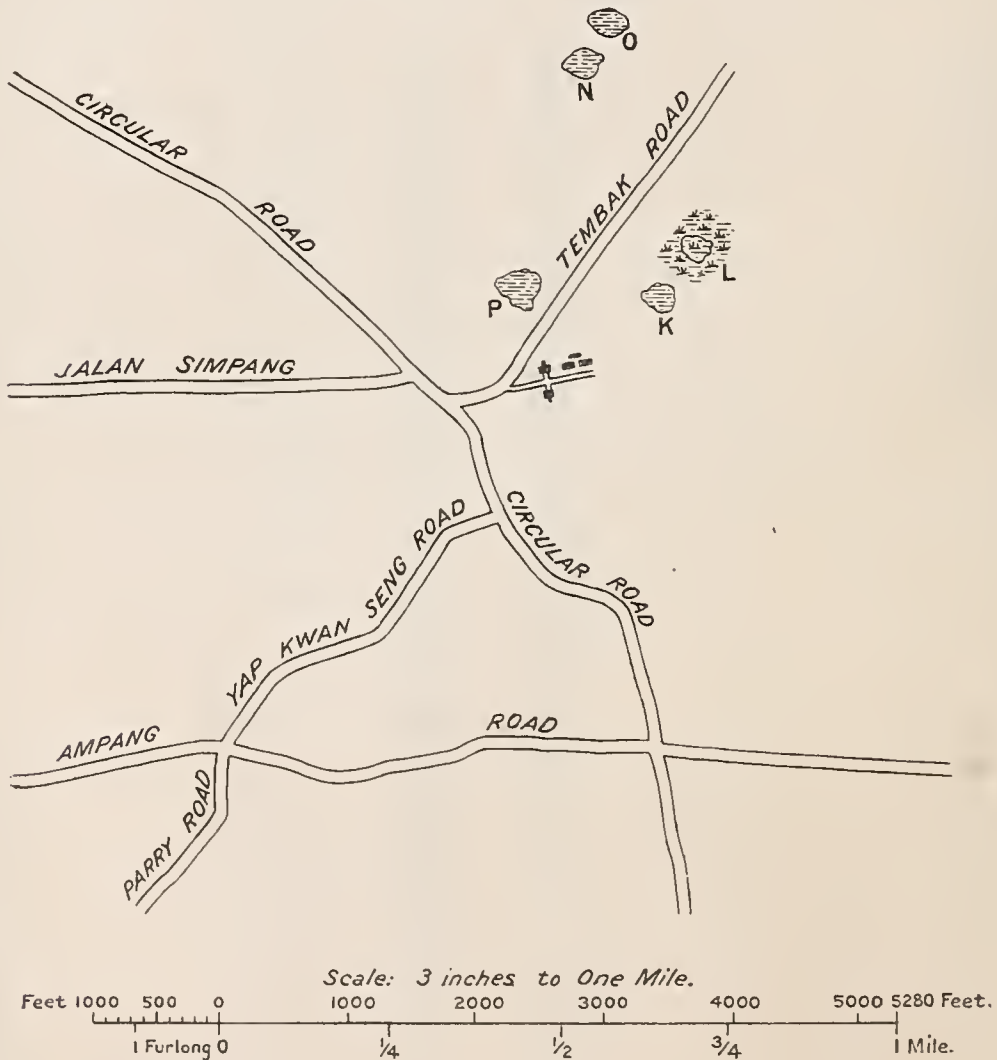 O
N
CIRCULAR ROAD
TEMBAK ROAD
L
P
K
JALAN SIMPANG
CIRCULAR ROAD
YAP KWAN SENG ROAD
AMPANG ROAD
PARRY ROAD
Scale: 3 inches to One Mile.
Feet 1000 500 0 1000 2000 3000 4000 5000 5280 Feet.
1 Furlong 0 1/4 1/2 3/4 1 Mile.